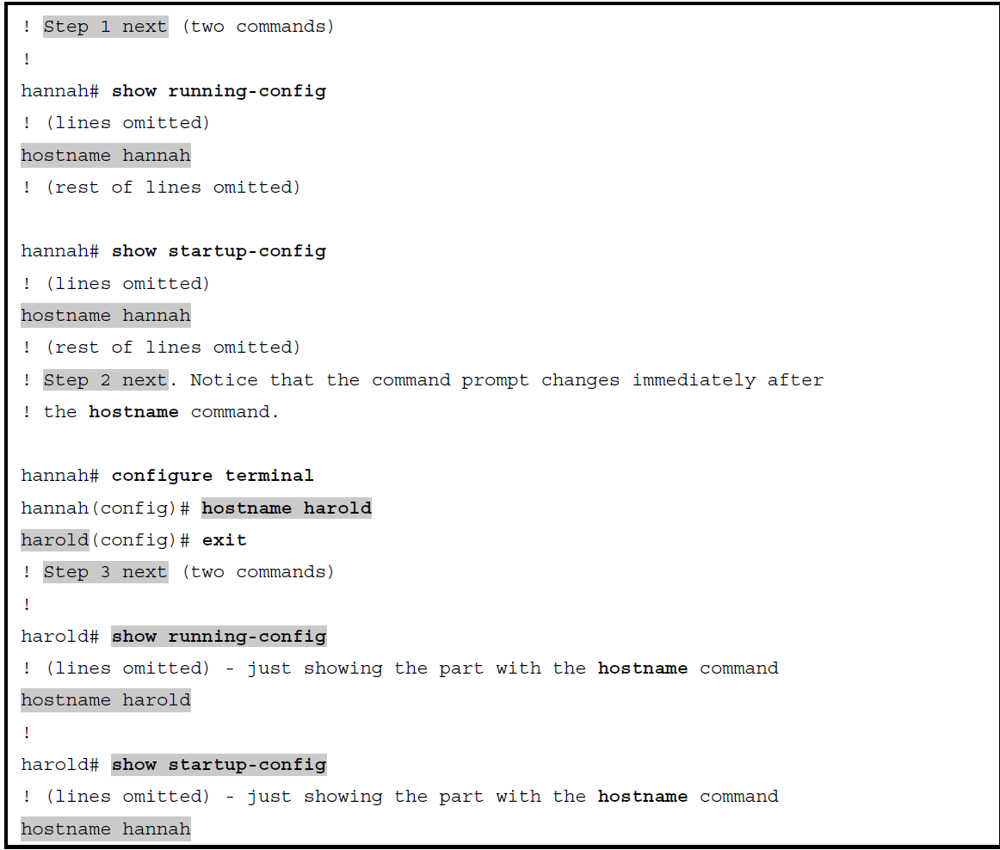 ! Step 1 next (two commands)
!
hannah# show running-config
! (lines omitted)
hostname hannah
! (rest of lines omitted)
hannah# show startup-config
! (lines omitted)
hostname hannah
! (rest of lines omitted)
! Step 2 next. Notice that the command prompt changes immediately after
! the hostname command.
hannah# configure terminal
hannah(config)# hostname harold
harold(config)# exit
! Step 3 next (two commands)
!
harold# show running-config
! (lines omitted) - just showing the part with the hostname command
hostname harold
!
harold# show startup-config
! (lines omitted) - just showing the part with the hostname command
hostname hannah